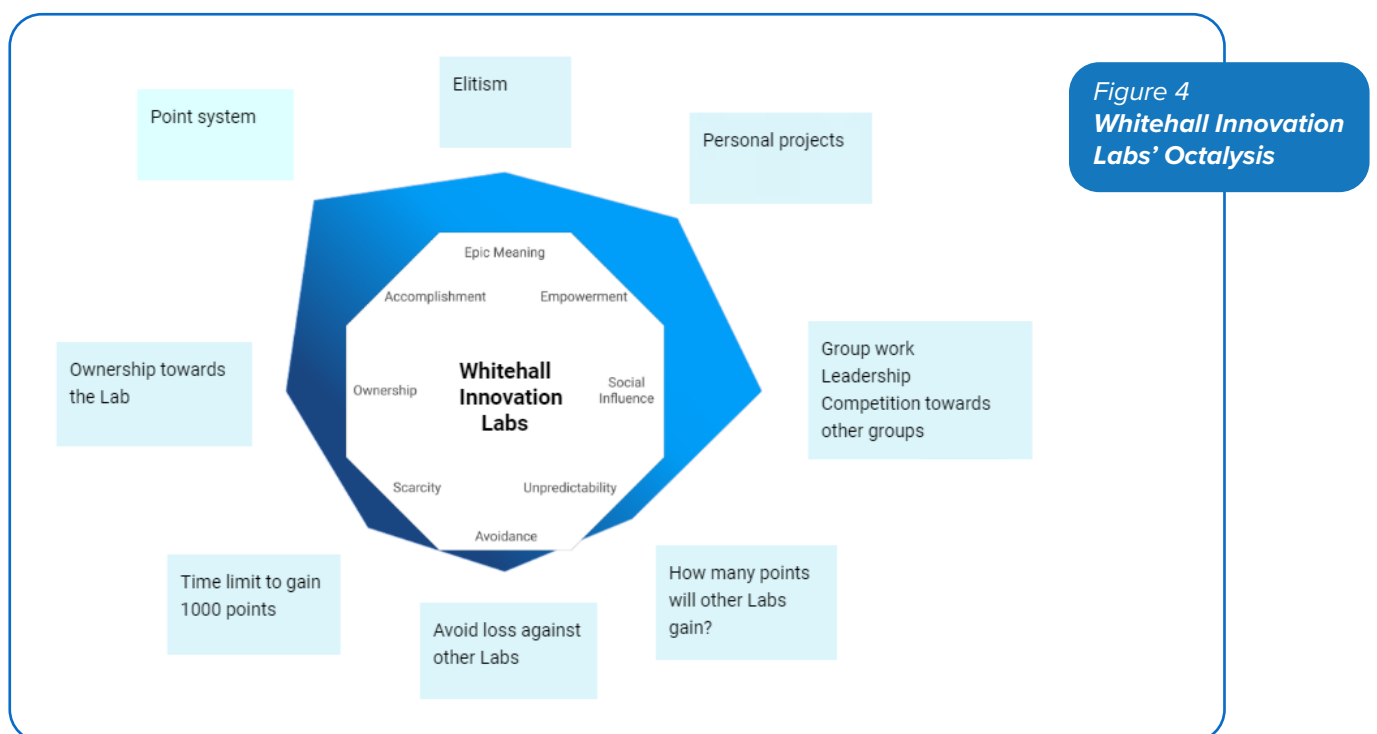 Figure 4
Whitehall Innovation
Labs' Octalysis
Elitism
Point system
Personal projects
Epic Meaning
Accomplishment
Empowerment
Ownership towards
the Lab
Ownership
Whitehall
Innovation
Labs
Social
Influence
Group work
Leadership
Competition towards
other groups
Scarcity
Unpredictability
Avoidance
Time limit to gain
1000 points
Avoid loss against
other Labs
How many points
will other Labs
gain?